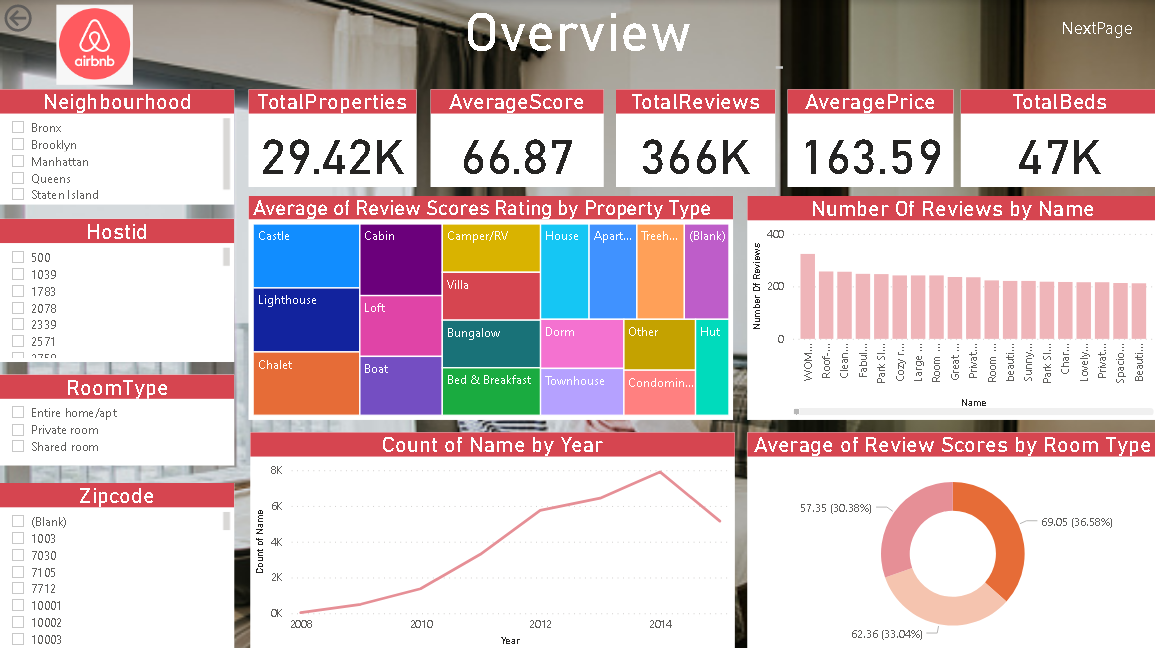 Overview
airbnb
NextPage
Neighbourhood
Bronx
Brooklyn
Manhattan
Queens
Staten Island
Hostid
500
1039
1783
2078
2339
2571
RoomType
Entire home/apt
Private room
Shared room
Zipcode
(Blank)
1003
7030
7105
7712
10001
10002
10003
TotalProperties
29.42K
AverageScore
66.87
TotalReviews
366K
AveragePrice
163.59
TotalBeds
47K
Average of Review Scores Rating by Property Type
Castle
Lighthouse
Chalet
Cabin
Loft
Boat
Camper/RV
Villa
Bungalow
Bed & Breakfast
House
Apart...
Treeh...
(Blank)
Dorm
Townhouse
Other
Condomin...
Hut
Number Of Reviews by Name
Number Of Reviews
400
200
0
WOM...
Roof-...
Clean...
Fabul...
Park Sl...
Cozy r...
Large ...
Room ...
Great ...
Privat...
Room ...
beauti...
Sunny...
Park Sl...
Char...
Lovely...
Privat...
Spacio...
Beauti...
Name
Count of Name by Year
Count of Name
8K
6K
4K
2K
0K
2008
2010
2012
2014
Year
Average of Review Scores by Room Type
57.35 (30.38%)
69.05 (36.58%)
62.36 (33.04%)